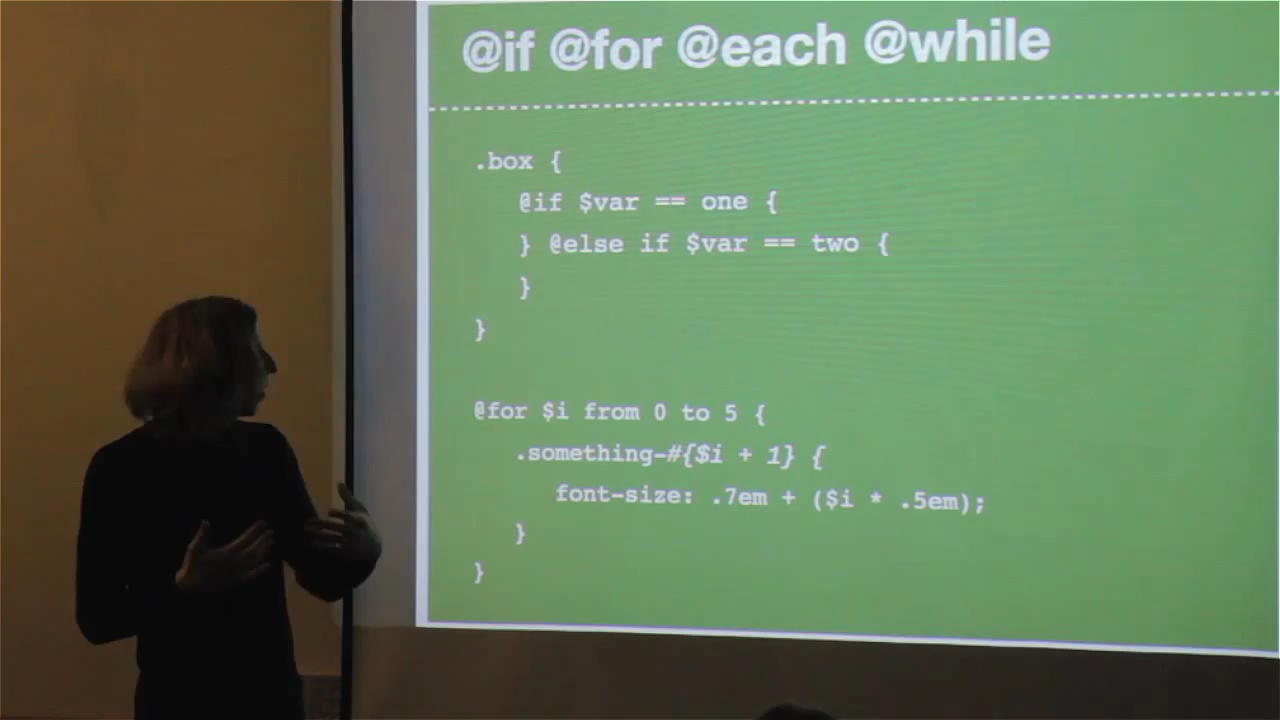 @if @for @each @while
.box {
@if $var == one {
} @else if $var == two {
}
}
@for $i from 0 to 5 {
.something-#{$i + 1} {
font-size: .7em + ($i * .5em);
}
}